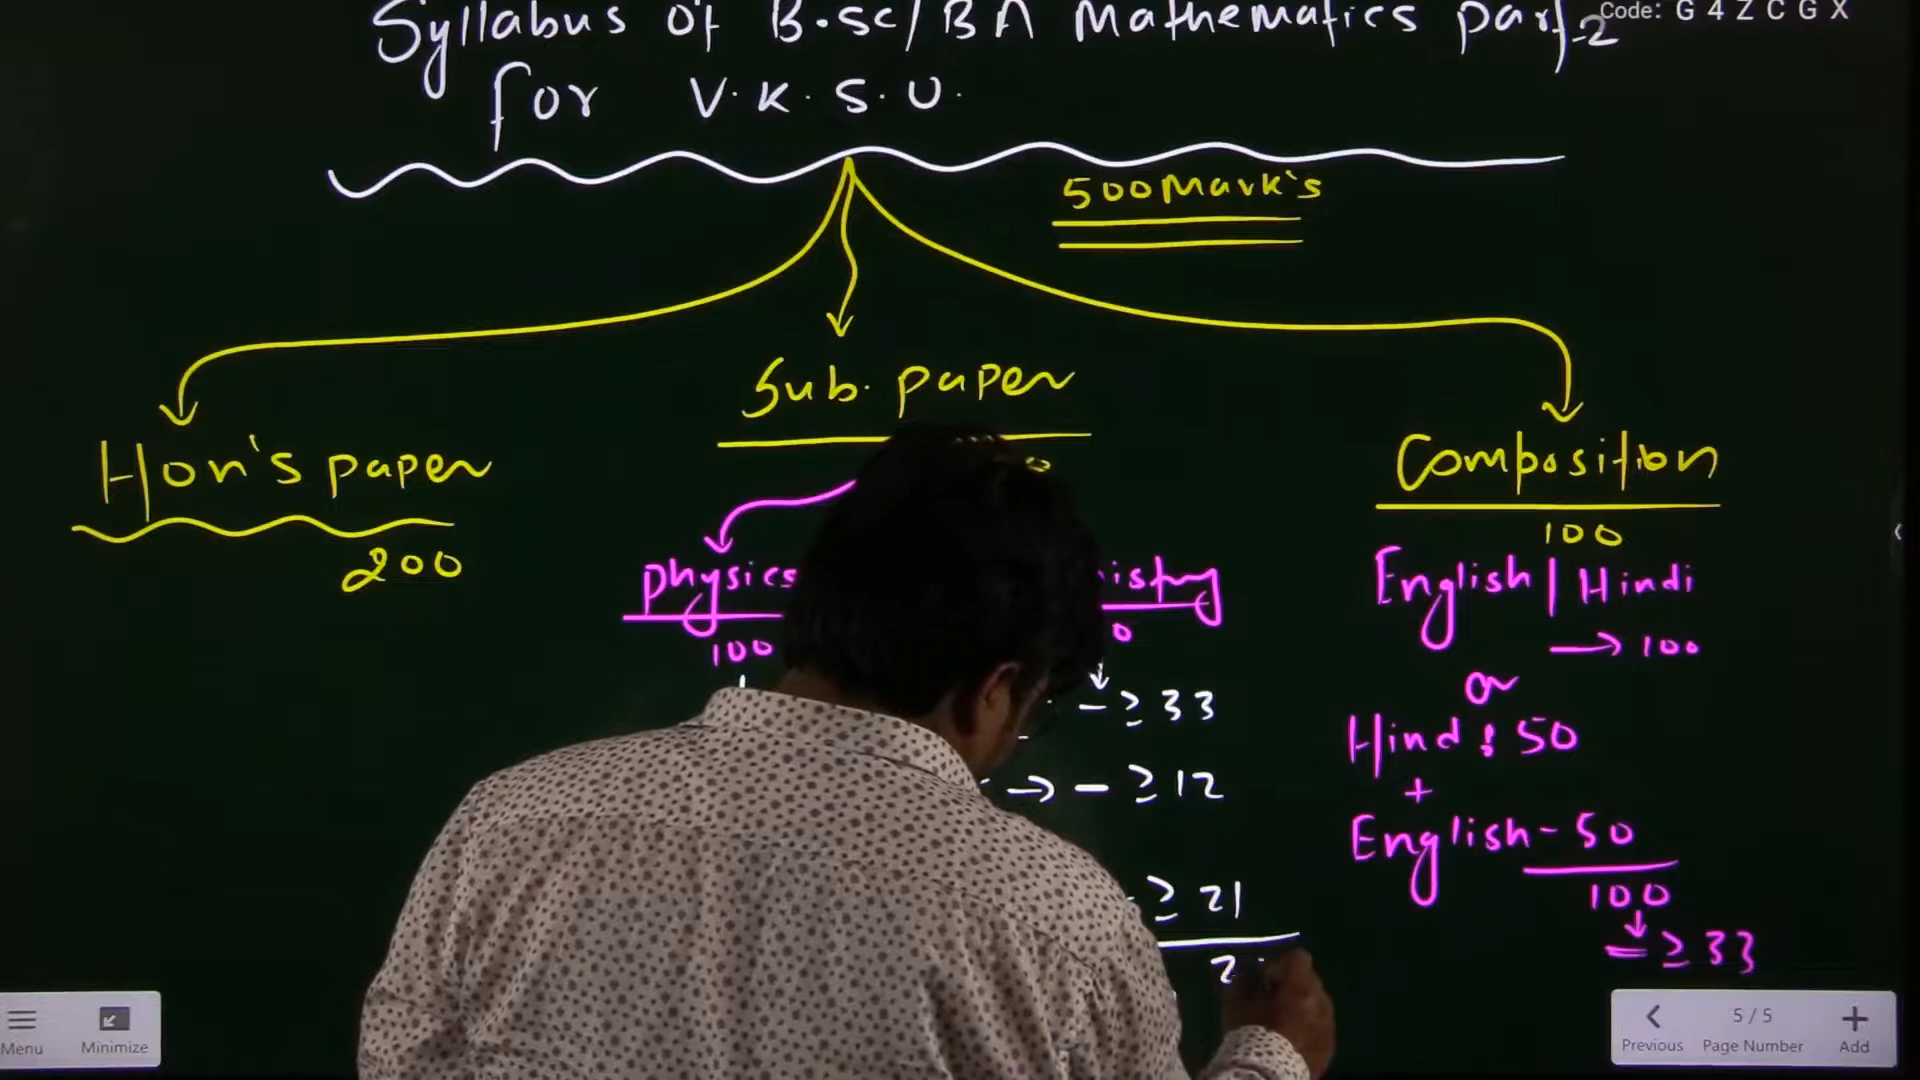 Code: G 4 Z C G X
Syllabus of B.sc/BA Mathematics part-2
for V.K.S.U.
500 Mark's
Sub. paper
Hon's paper
200
Composition
100
physics
100
English | Hindi
→ 100
or
Hindi 50
+
English - 50
100
= ≥ 33
- ≥ 33
→ - ≥ 12
≥ 21
2
Menu
Minimize
Previous
5 / 5
Page Number
Add